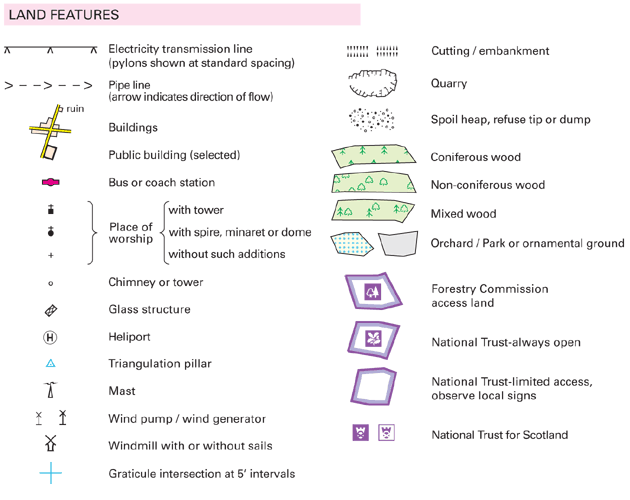 LAND FEATURES
Electricity transmission line
(pylons shown at standard spacing)
Pipe line
(arrow indicates direction of flow)
ruin
Buildings
Public building (selected)
Bus or coach station
Place of
worship
with tower
with spire, minaret or dome
without such additions
Chimney or tower
Glass structure
H
Heliport
Triangulation pillar
Mast
Wind pump / wind generator
Windmill with or without sails
Graticule intersection at 5' intervals
Cutting / embankment
Quarry
Spoil heap, refuse tip or dump
Coniferous wood
Non-coniferous wood
Mixed wood
Orchard / Park or ornamental ground
Forestry Commission
access land
National Trust-always open
National Trust-limited access,
observe local signs
National Trust for Scotland